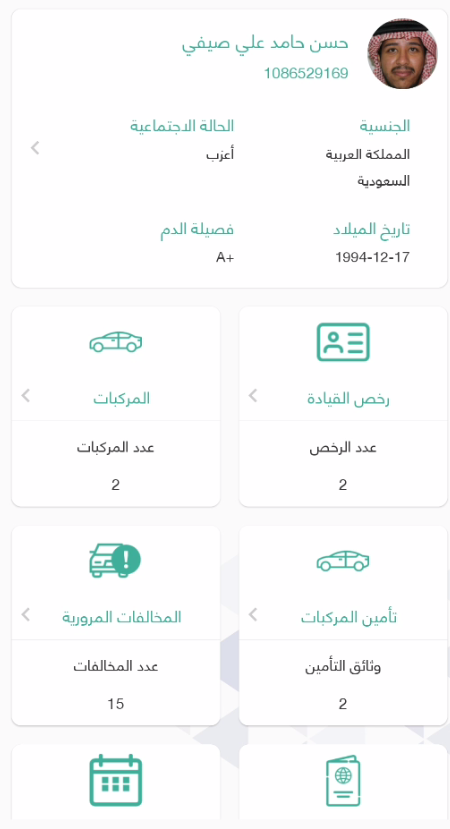 حسن حامد علي صيفي
1086529169
الجنسية
المملكة العربية
السعودية
الحالة الاجتماعية
أعزب
تاريخ الميلاد
1994-12-17
فصيلة الدم
A+
رخص القيادة
عدد الرخص
2
المركبات
عدد المركبات
2
تأمين المركبات
وثائق التأمين
2
المخالفات المرورية
عدد المخالفات
15